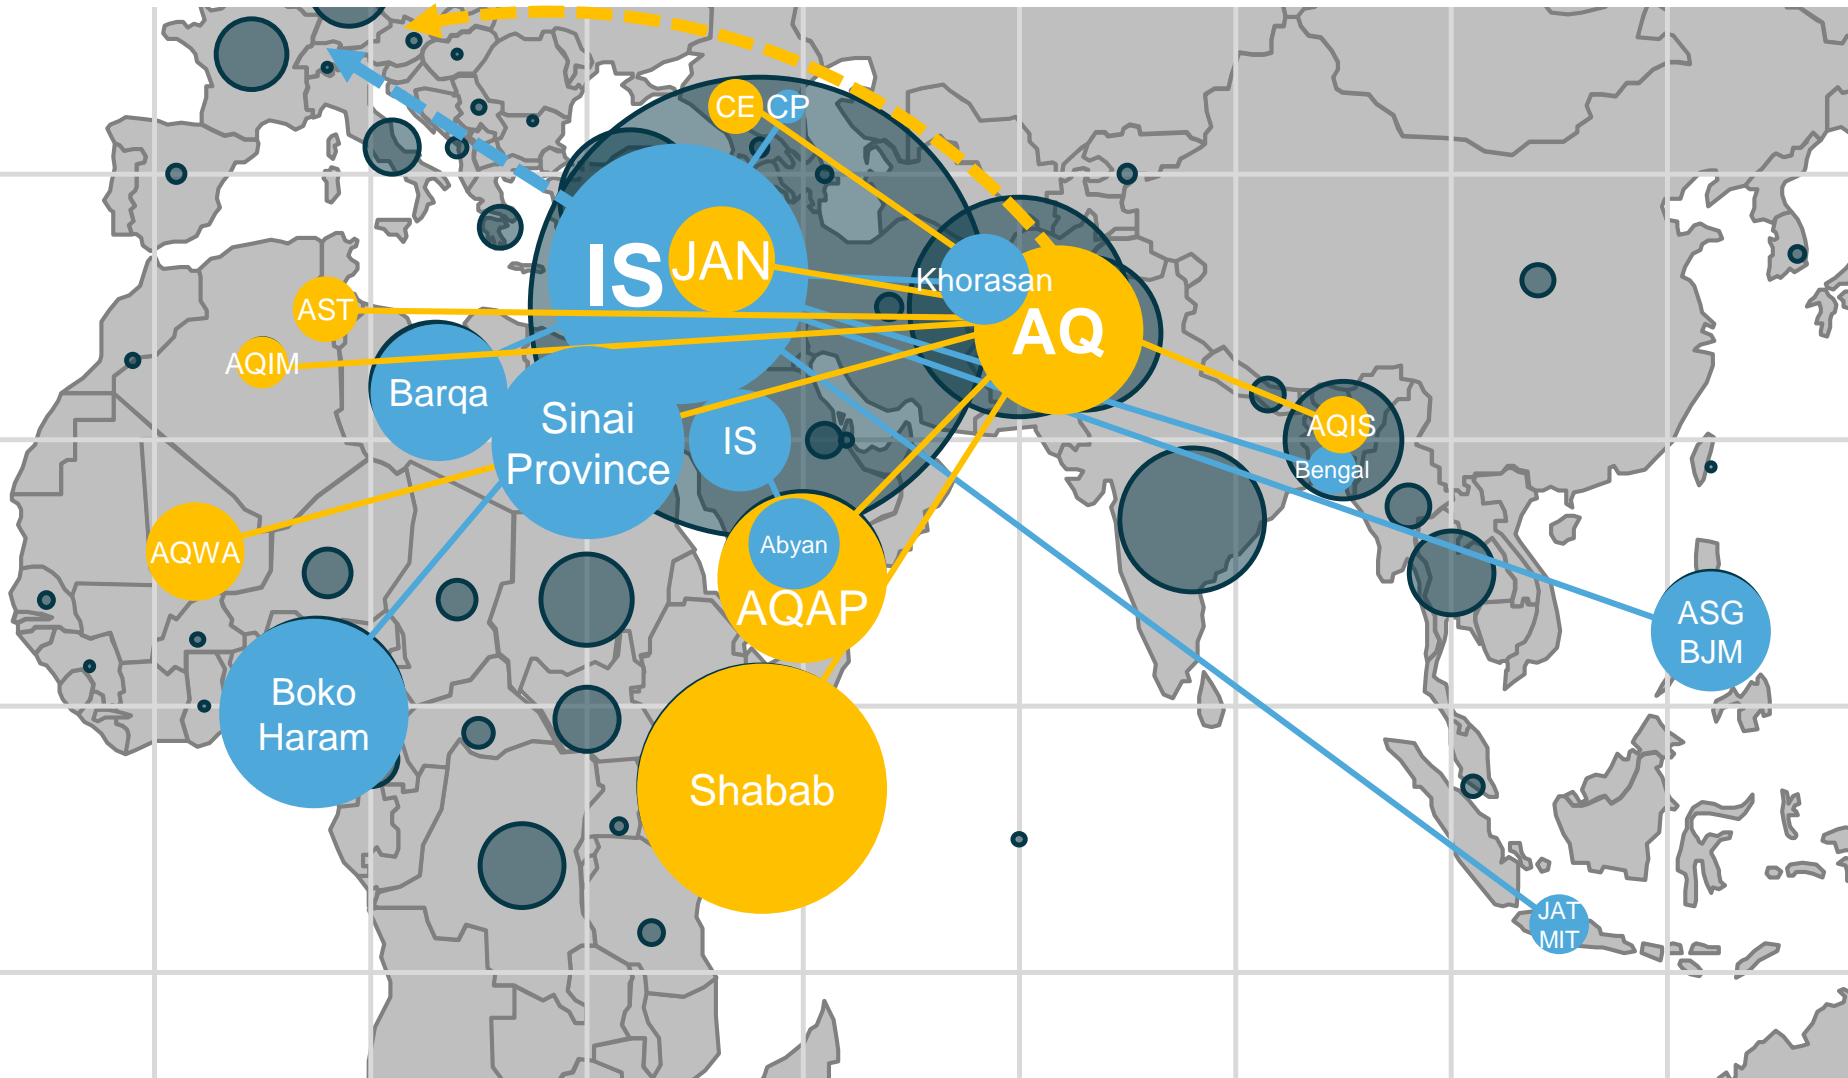 CE
CP
IS
JAN
Khorasan
AST
AQ
AQIM
Barqa
Sinai
Province
IS
AQIS
Bengal
AQWA
Abyan
AQAP
ASG
BJM
Boko
Haram
Shabab
JAT
MIT